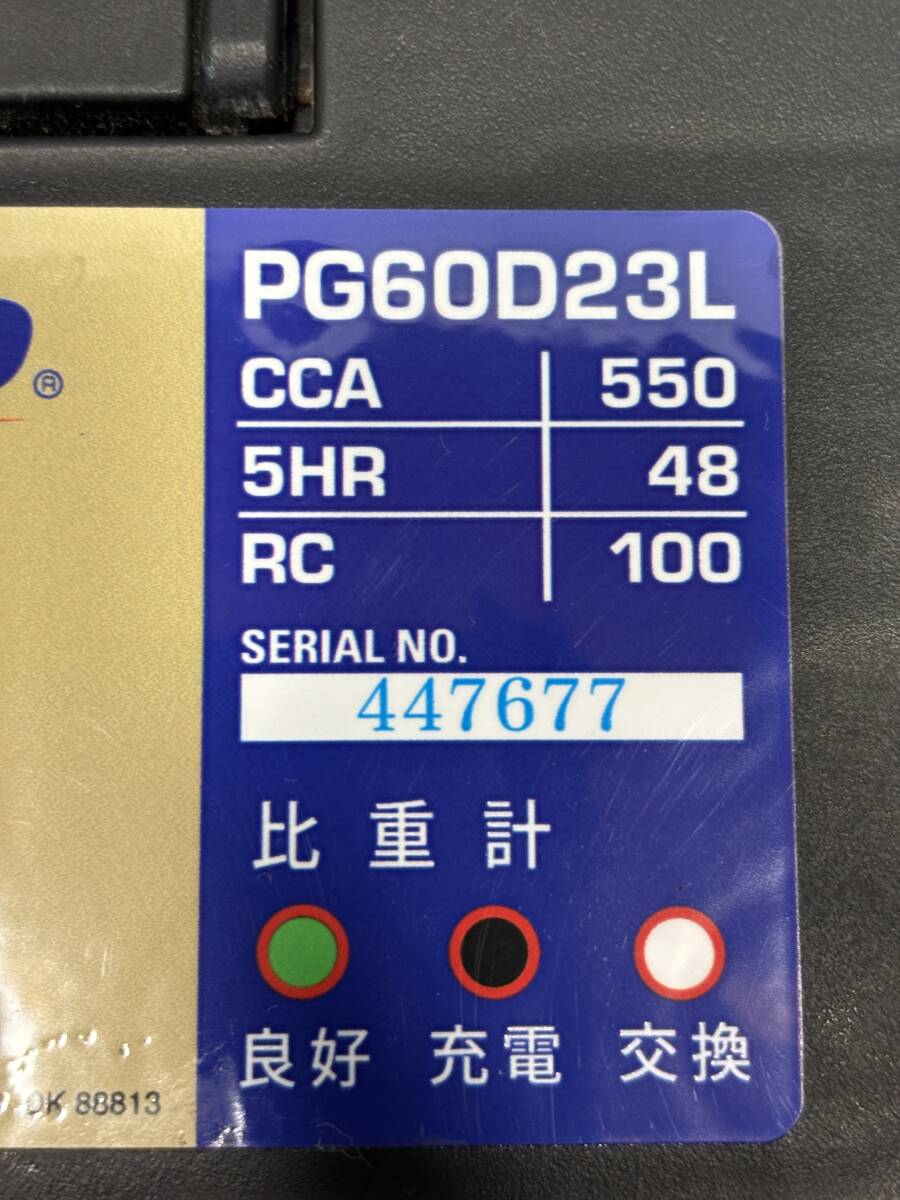 ®
PG60D23L
CCA 550
5HR 48
RC 100
SERIAL NO.
447677
比重計
良好 充電 交換
88813